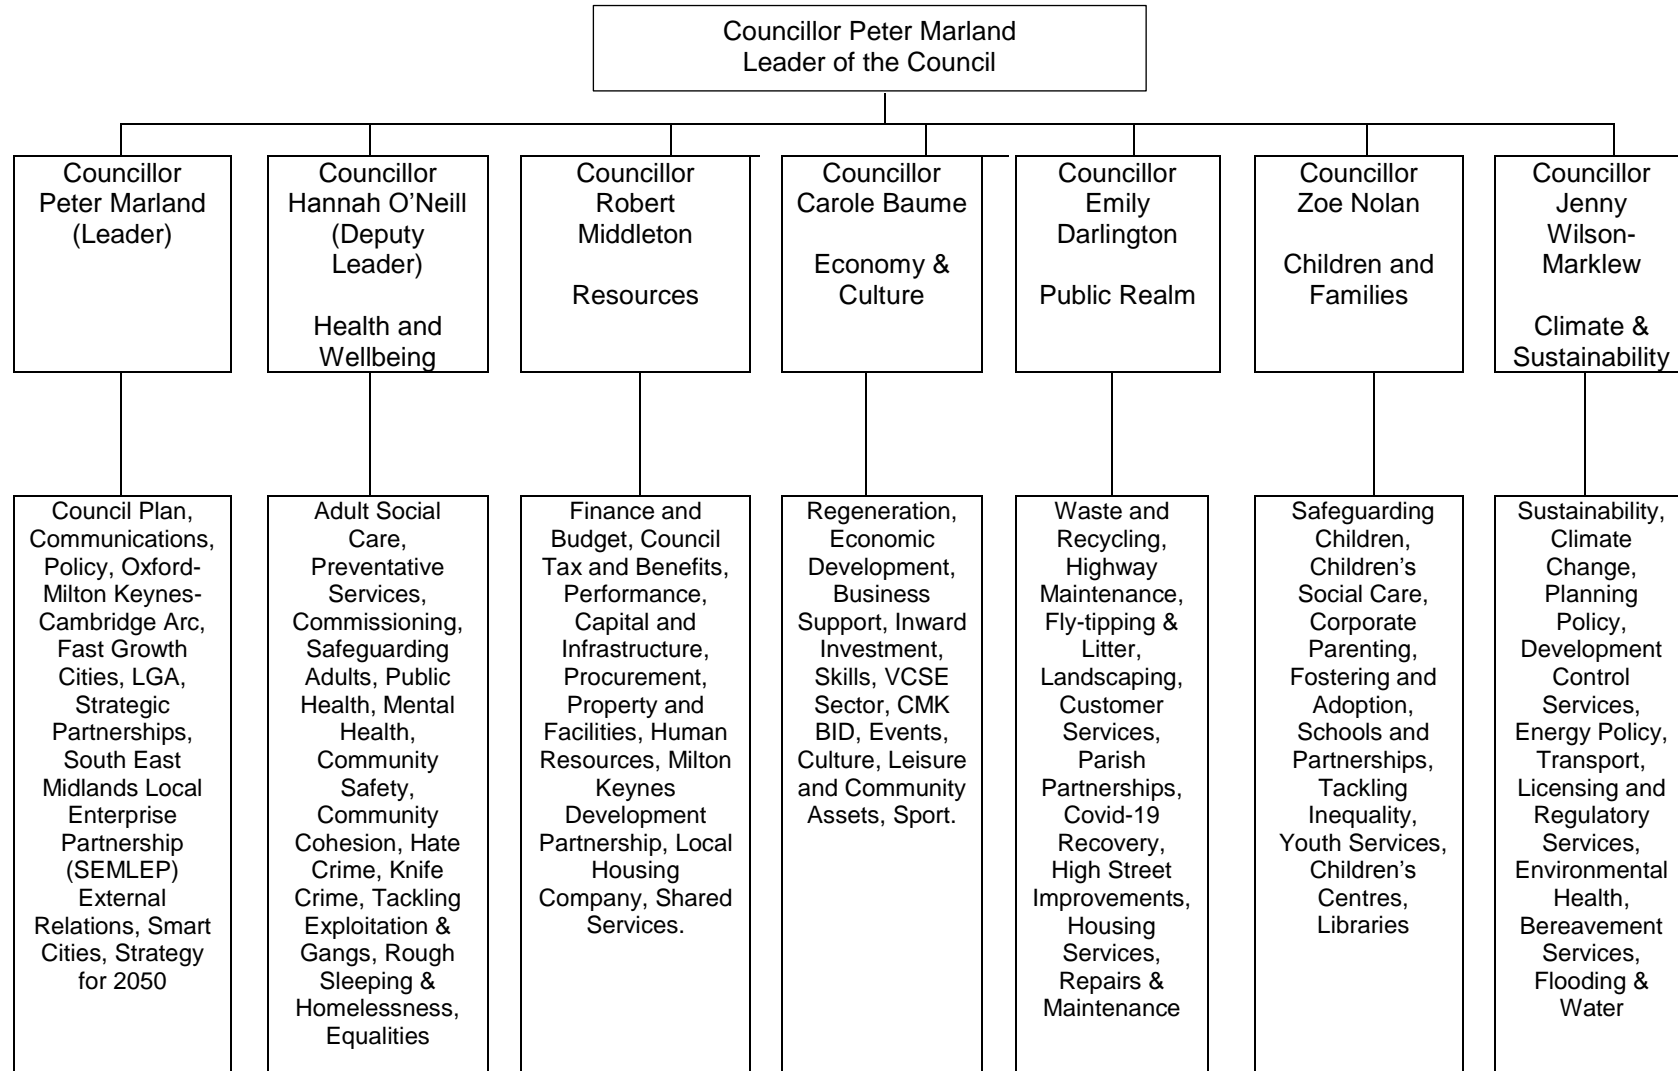 Councillor Peter Marland
Leader of the Council
Councillor
Peter Marland
(Leader)
Councillor
Hannah O’Neill
(Deputy
Leader)
Health and
Wellbeing
Councillor
Robert
Middleton
Resources
Councillor
Carole Baume
Economy &
Culture
Councillor
Emily
Darlington
Public Realm
Councillor
Zoe Nolan
Children and
Families
Councillor
Jenny
Wilson-
Marklew
Climate &
Sustainability
Council Plan,
Communications,
Policy, Oxford-
Milton Keynes-
Cambridge Arc,
Fast Growth
Cities, LGA,
Strategic
Partnerships,
South East
Midlands Local
Enterprise
Partnership
(SEMLEP)
External
Relations, Smart
Cities, Strategy
for 2050
Adult Social
Care,
Preventative
Services,
Commissioning,
Safeguarding
Adults, Public
Health, Mental
Health,
Community
Safety,
Community
Cohesion, Hate
Crime, Knife
Crime, Tackling
Exploitation &
Gangs, Rough
Sleeping &
Homelessness,
Equalities
Finance and
Budget, Council
Tax and Benefits,
Performance,
Capital and
Infrastructure,
Procurement,
Property and
Facilities, Human
Resources, Milton
Keynes
Development
Partnership, Local
Housing
Company, Shared
Services.
Regeneration,
Economic
Development,
Business
Support, Inward
Investment,
Skills, VCSE
Sector, CMK
BID, Events,
Culture, Leisure
and Community
Assets, Sport.
Waste and
Recycling,
Highway
Maintenance,
Fly-tipping &
Litter,
Landscaping,
Customer
Services,
Parish
Partnerships,
Covid-19
Recovery,
High Street
Improvements,
Housing
Services,
Repairs &
Maintenance
Safeguarding
Children,
Children’s
Social Care,
Corporate
Parenting,
Fostering and
Adoption,
Schools and
Partnerships,
Tackling
Inequality,
Youth Services,
Children’s
Centres,
Libraries
Sustainability,
Climate
Change,
Planning
Policy,
Development
Control
Services,
Energy Policy,
Transport,
Licensing and
Regulatory
Services,
Environmental
Health,
Bereavement
Services,
Flooding &
Water